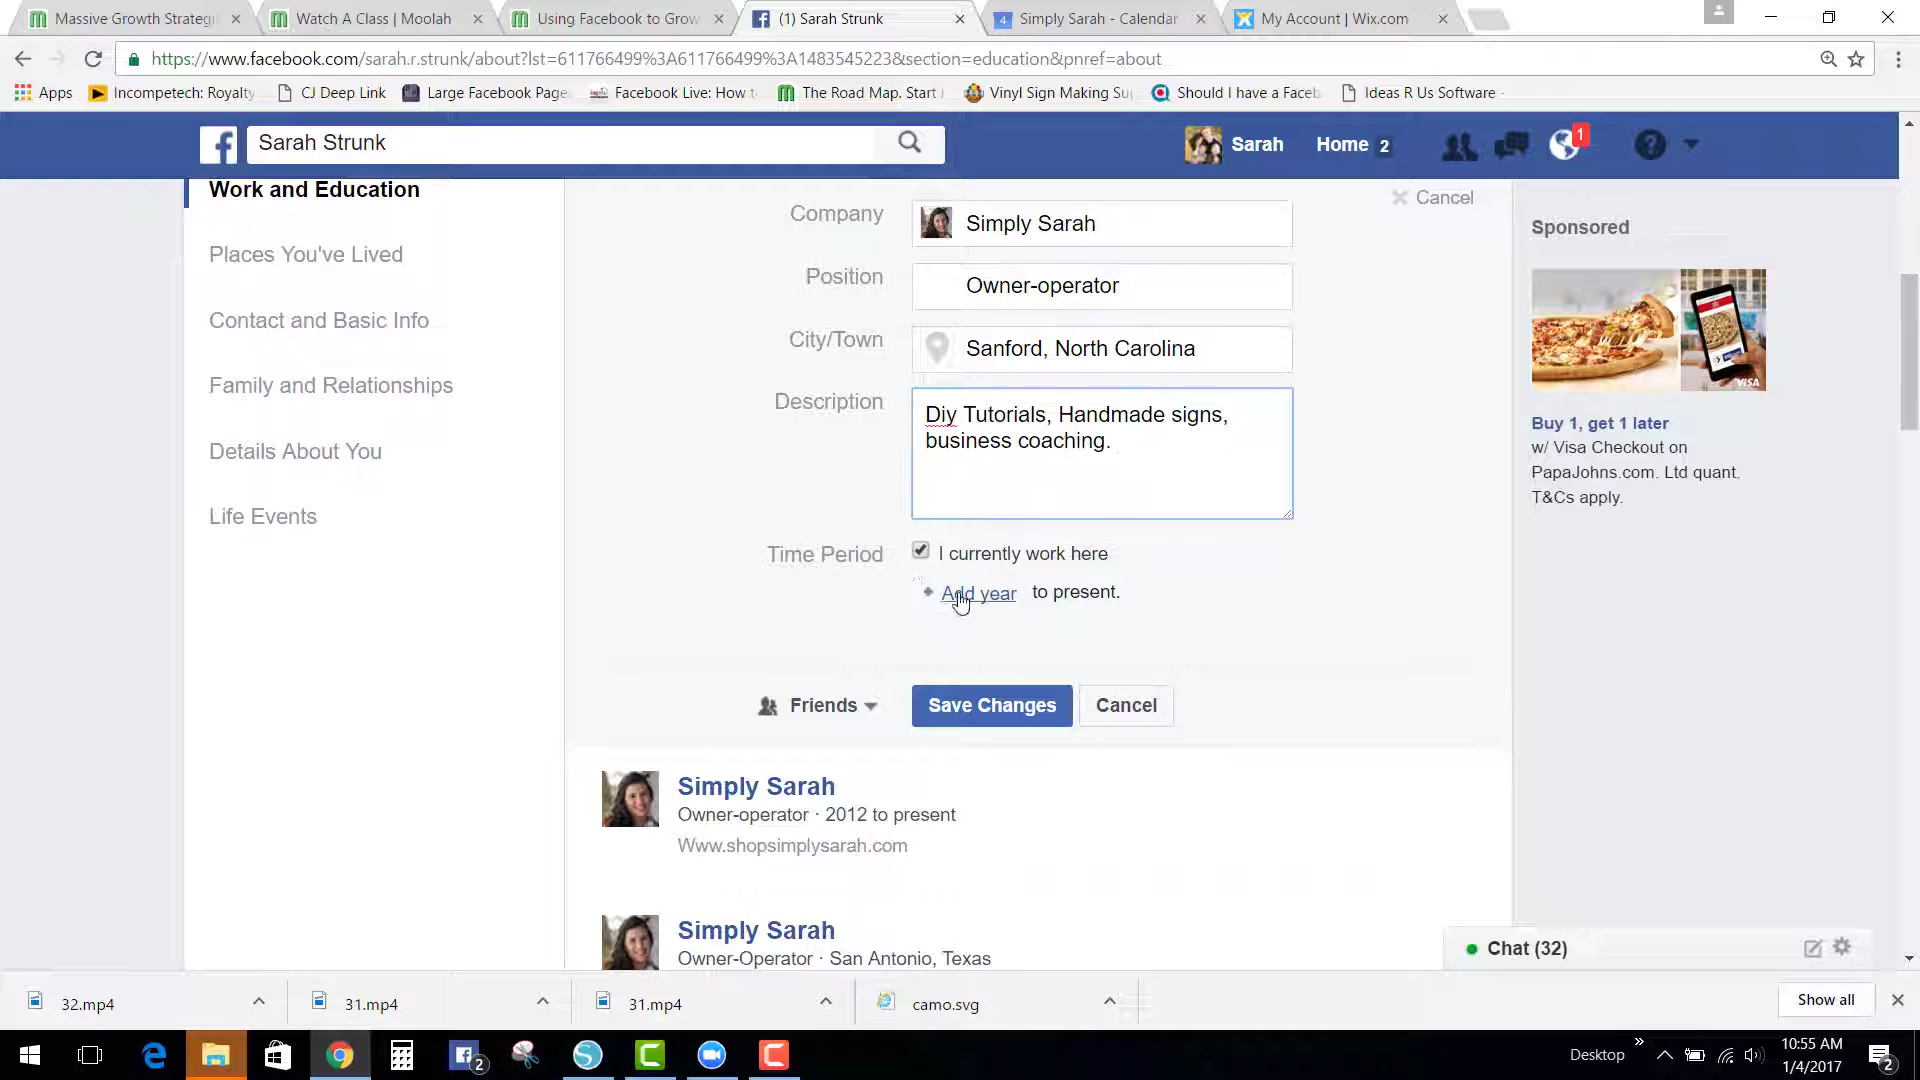 Massive Growth Strateg
Watch A Class | Moolah
Using Facebook to Grow
(1) Sarah Strunk
Simply Sarah - Calendar
My Account | Wix.com
https://www.facebook.com/sarah.r.strunk/about?lst=611766499%3A611766499%3A1483545223&section=education&pnref=about
Apps
Incompetech: Royalty
CJ Deep Link
Large Facebook Page
Facebook Live: How t
The Road Map. Start
Vinyl Sign Making Su
Should I have a Faceb
Ideas R Us Software -
Sarah Strunk
Sarah
Home 2
1
Work and Education
Places You've Lived
Contact and Basic Info
Family and Relationships
Details About You
Life Events
Cancel
Company
Simply Sarah
Position
Owner-operator
City/Town
Sanford, North Carolina
Description
Diy Tutorials, Handmade signs,
business coaching.
Time Period
I currently work here
+ Add year to present.
Friends
Save Changes
Cancel
Simply Sarah
Owner-operator · 2012 to present
Www.shopsimplysarah.com
Simply Sarah
Owner-Operator · San Antonio, Texas
Sponsored
VISA
Buy 1, get 1 later
w/ Visa Checkout on
PapaJohns.com. Ltd quant.
T&Cs apply.
Chat (32)
32.mp4
31.mp4
31.mp4
camo.svg
Show all
2
Desktop
10:55 AM
1/4/2017
2